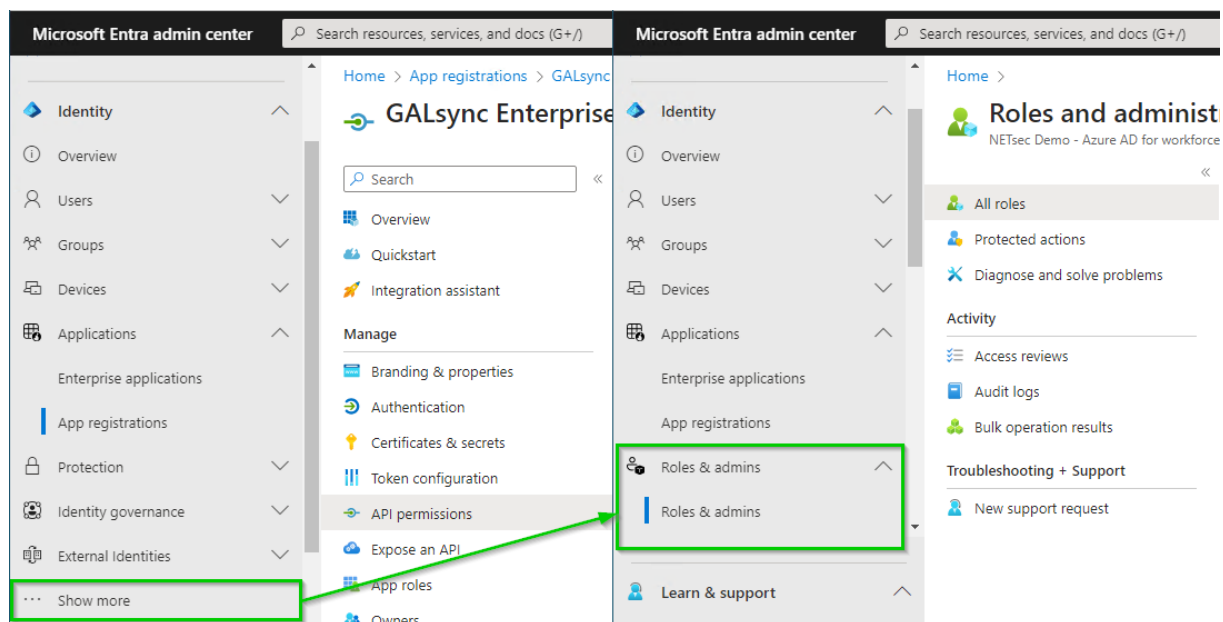 Microsoft Entra admin center
Search resources, services, and docs (G+/)
Identity
Overview
Users
Groups
Devices
Applications
Enterprise applications
App registrations
Protection
Identity governance
External Identities
··· Show more
Home > App registrations > GALsync
GALsync Enterprise
Search
«
Overview
Quickstart
Integration assistant
Manage
Branding & properties
Authentication
Certificates & secrets
Token configuration
API permissions
Expose an API
App roles
Owners
Microsoft Entra admin center
Search resources, services, and docs (G+/)
Identity
Overview
Users
Groups
Devices
Applications
Enterprise applications
App registrations
Roles & admins
Roles & admins
Learn & support
Home >
Roles and administ
NETsec Demo - Azure AD for workforce
«
All roles
Protected actions
Diagnose and solve problems
Activity
Access reviews
Audit logs
Bulk operation results
Troubleshooting + Support
New support request